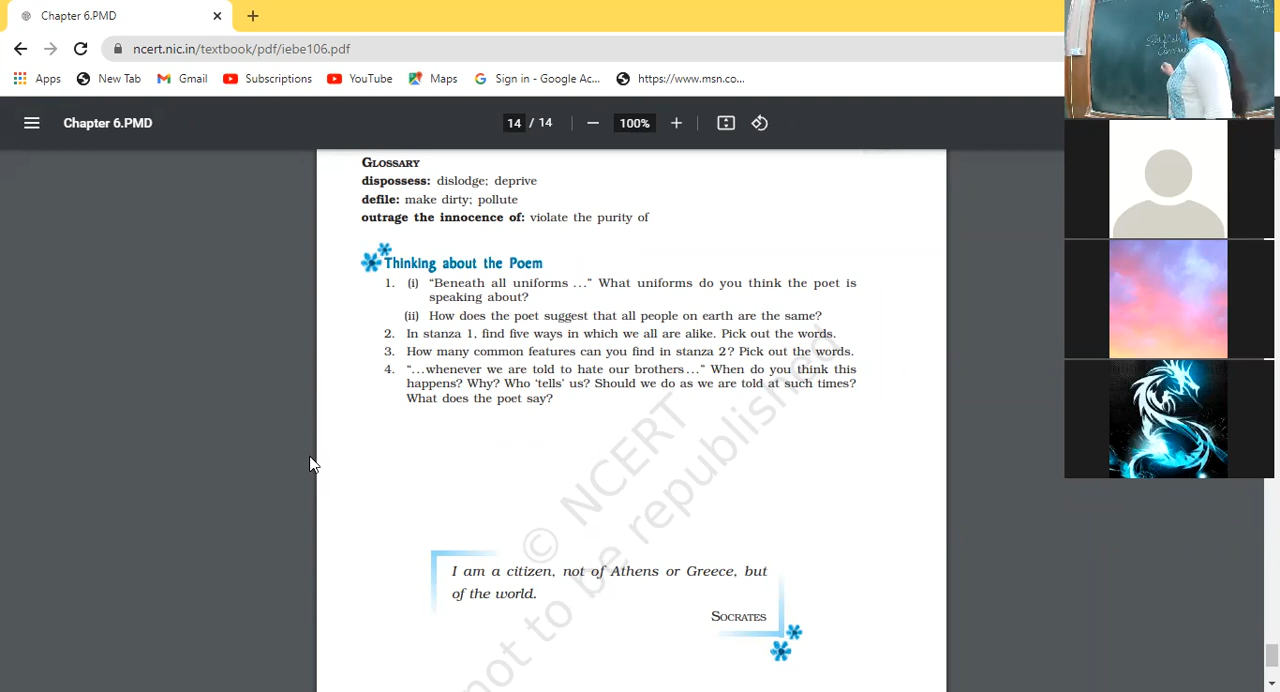 Chapter 6.PMD
ncert.nic.in/textbook/pdf/iebe106.pdf
Apps New Tab Gmail Subscriptions YouTube Maps Sign in - Google Ac... https://www.msn.co...
Chapter 6.PMD 14 / 14 100%
GLOSSARY
dispossess: dislodge; deprive
defile: make dirty; pollute
outrage the innocence of: violate the purity of
Thinking about the Poem
1. (i) “Beneath all uniforms ...” What uniforms do you think the poet is
speaking about?
(ii) How does the poet suggest that all people on earth are the same?
2. In stanza 1, find five ways in which we all are alike. Pick out the words.
3. How many common features can you find in stanza 2? Pick out the words.
4. “...whenever we are told to hate our brothers...” When do you think this
happens? Why? Who ‘tells’ us? Should we do as we are told at such times?
What does the poet say?
© NCERT
not to be republished
I am a citizen, not of Athens or Greece, but
of the world.
SOCRATES